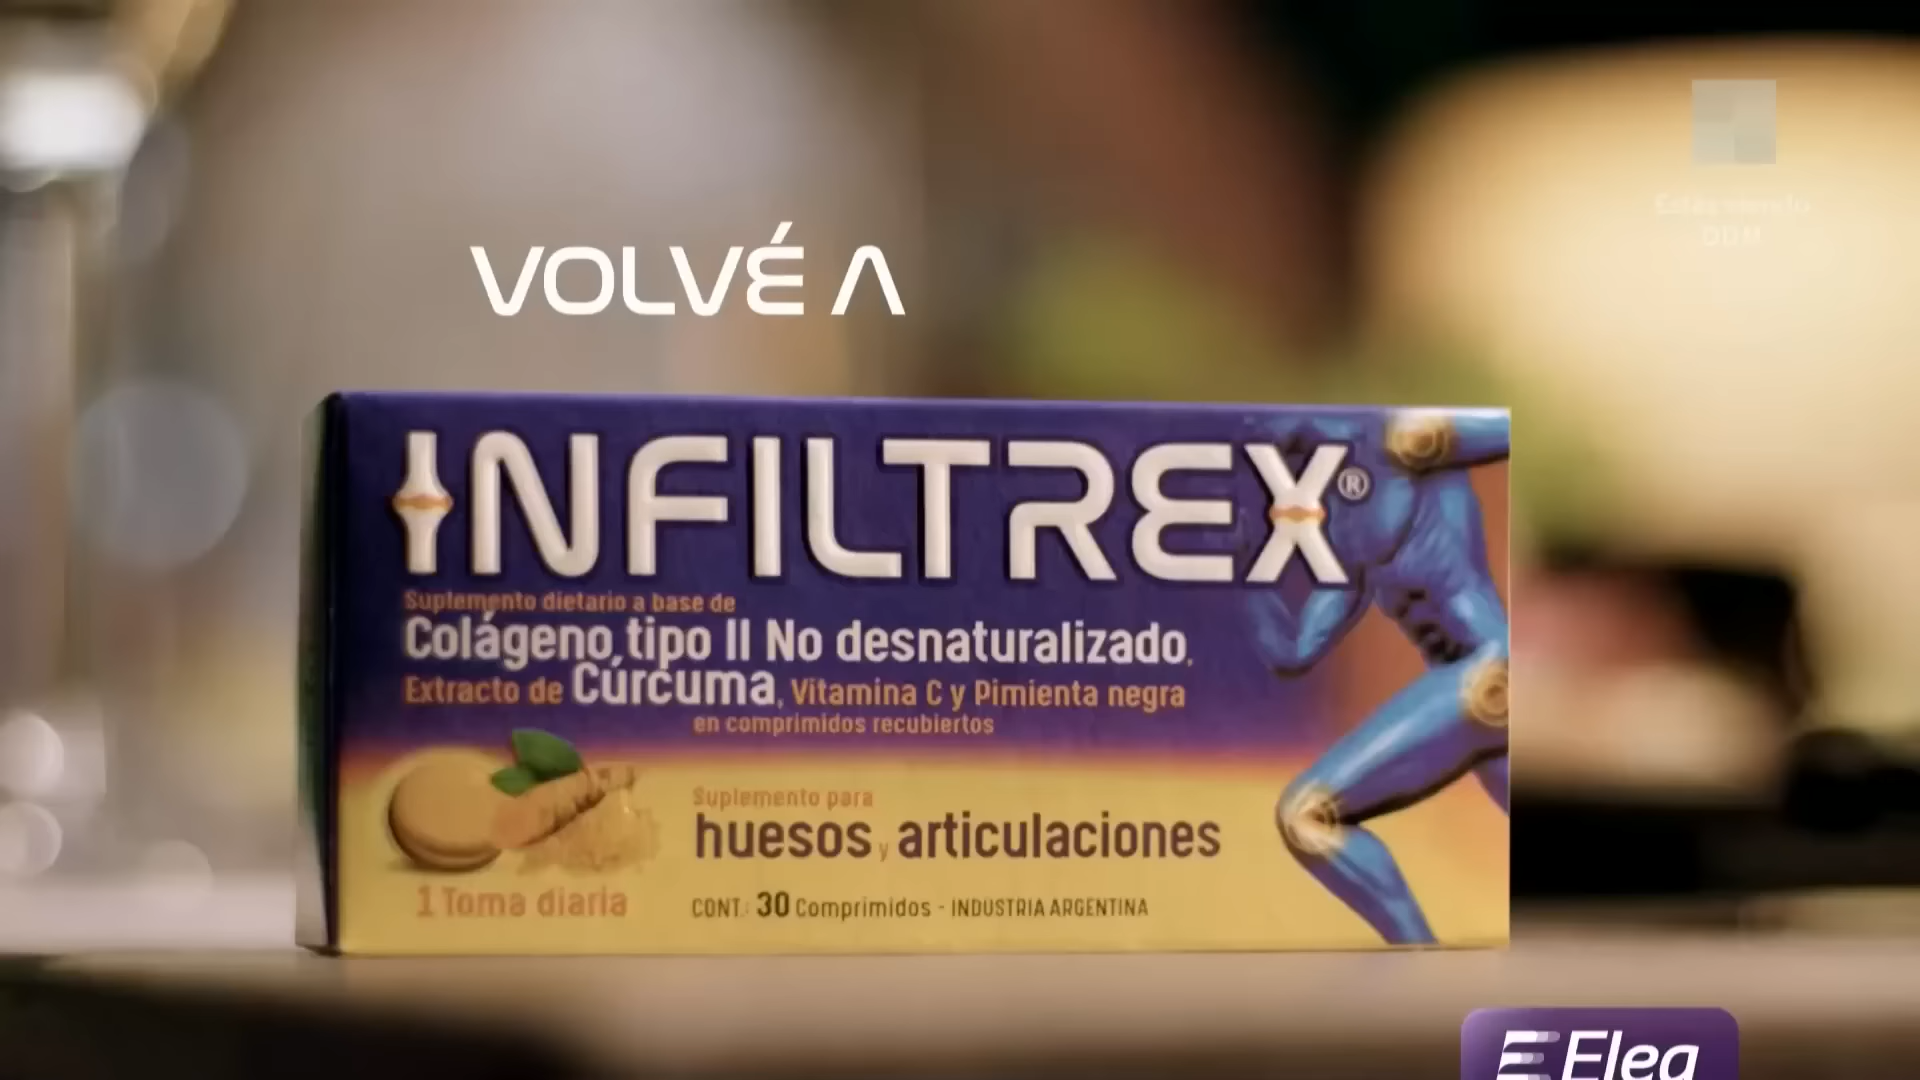 VOLVÉ A
INFILTREX®
Suplemento dietario a base de
Colágeno tipo II No desnaturalizado,
Extracto de Cúrcuma, Vitamina C y Pimienta negra
en comprimidos recubiertos
Suplemento para
huesos y articulaciones
1 Toma diaria
CONT.: 30 Comprimidos - INDUSTRIA ARGENTINA
Elea